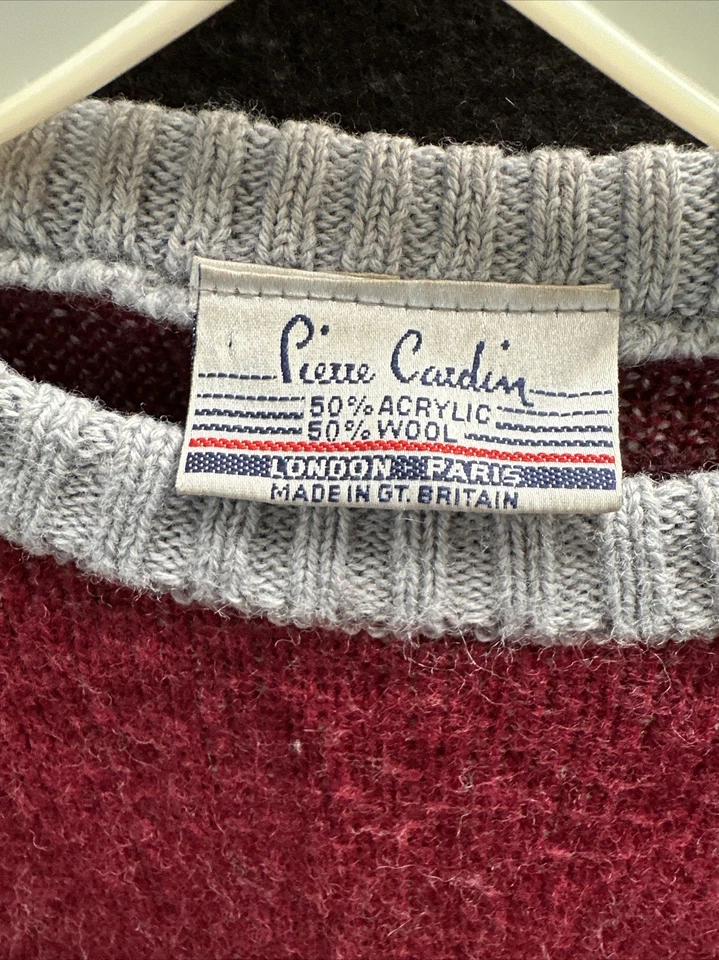 Pierre Cardin
50% ACRYLIC
50% WOOL
LONDON PARIS
MADE IN GT. BRITAIN